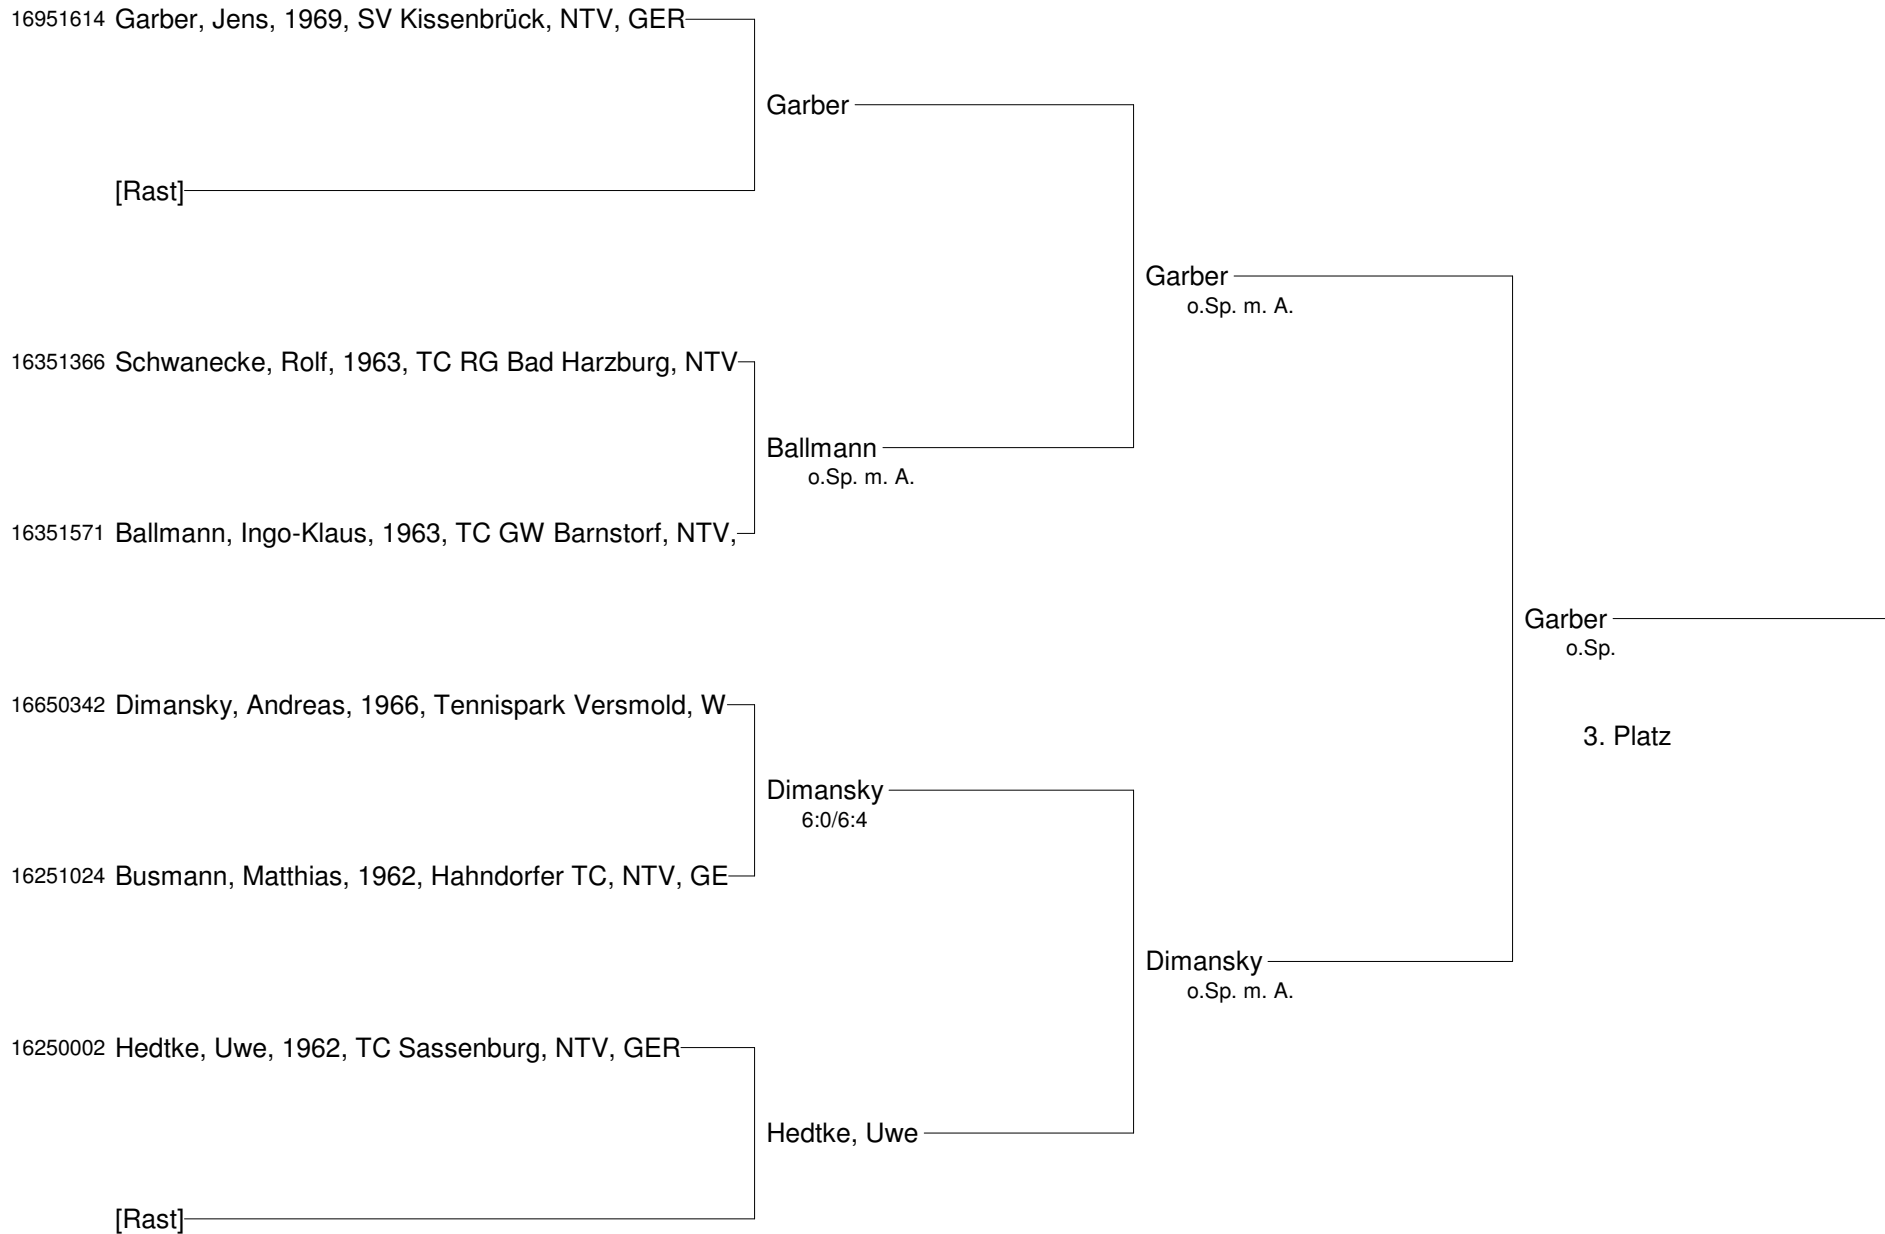 16951614 Garber, Jens, 1969, SV Kissenbrück, NTV, GER
Garber
[Rast]
Garber
o.Sp. m. A.
16351366 Schwanecke, Rolf, 1963, TC RG Bad Harzburg, NTV
Ballmann
o.Sp. m. A.
16351571 Ballmann, Ingo-Klaus, 1963, TC GW Barnstorf, NTV,
Garber
o.Sp.
16650342 Dimansky, Andreas, 1966, Tennispark Versmold, W
3. Platz
Dimansky
6:0/6:4
16251024 Busmann, Matthias, 1962, Hahndorfer TC, NTV, GE
Dimansky
o.Sp. m. A.
16250002 Hedtke, Uwe, 1962, TC Sassenburg, NTV, GER
Hedtke, Uwe
[Rast]